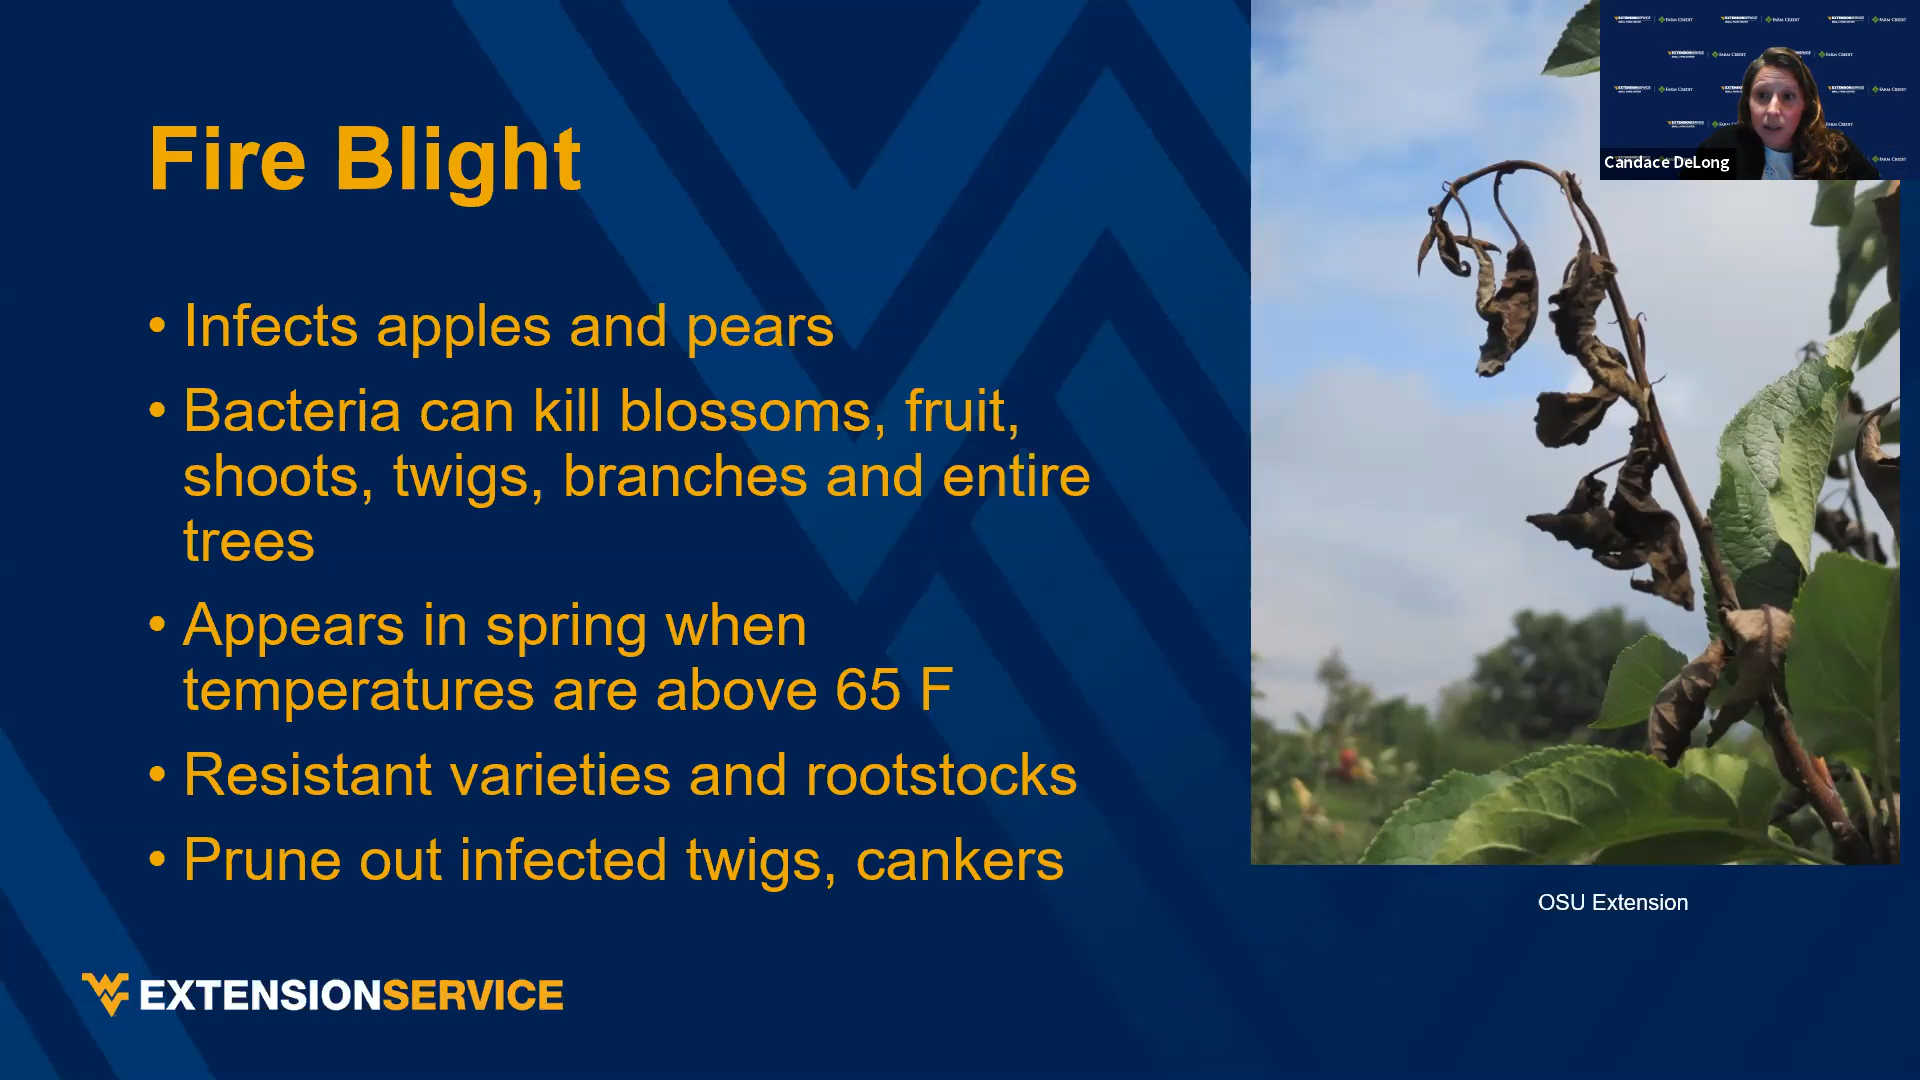 Fire Blight
• Infects apples and pears
• Bacteria can kill blossoms, fruit,
shoots, twigs, branches and entire
trees
• Appears in spring when
temperatures are above 65 F
• Resistant varieties and rootstocks
• Prune out infected twigs, cankers
EXTENSIONSERVICE
OSU Extension
Candace DeLong